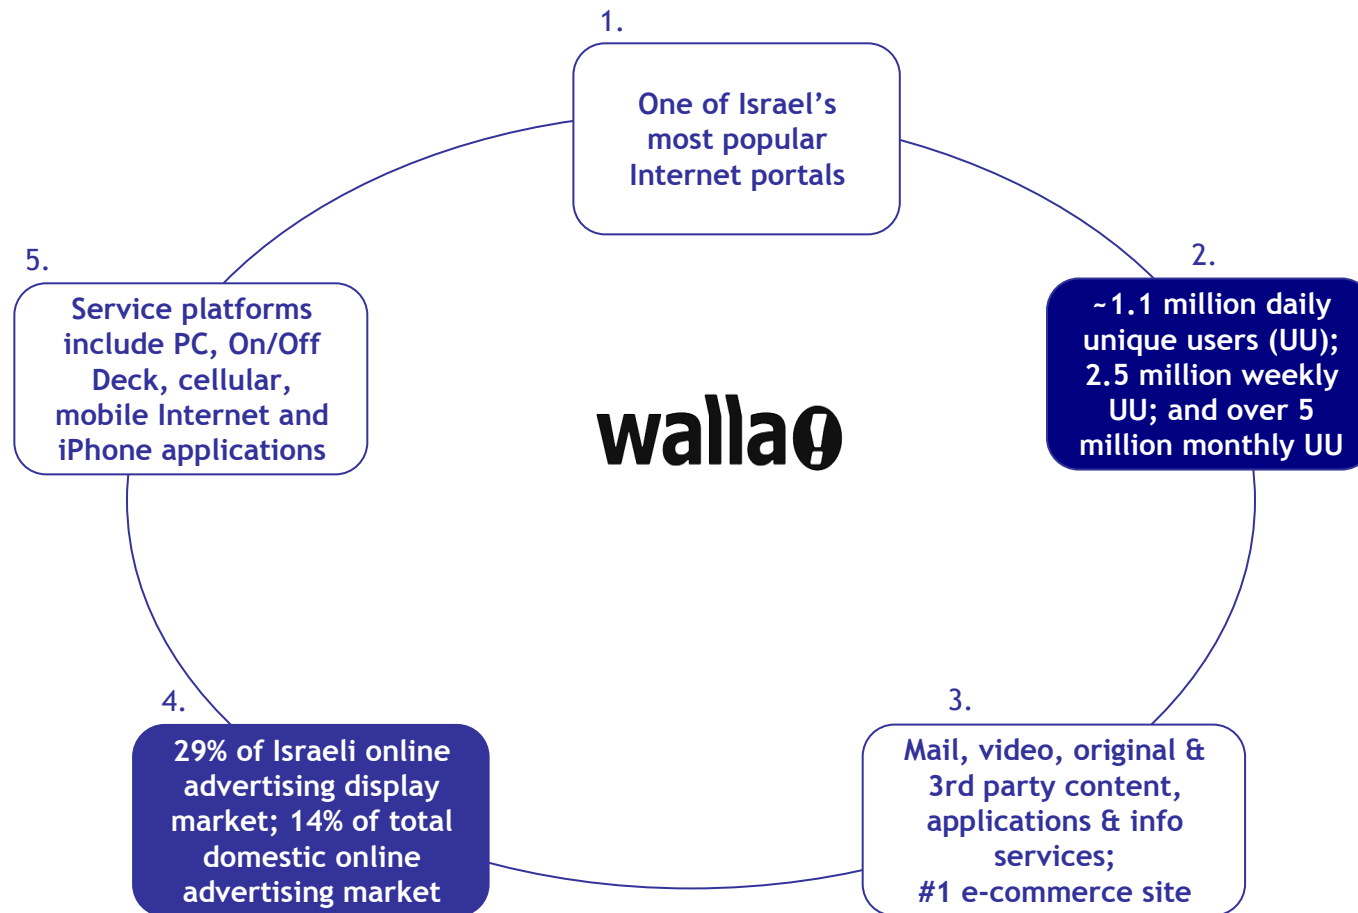 1.
One of Israel’s
most popular
Internet portals
2.
~1.1 million daily
unique users (UU);
2.5 million weekly
UU; and over 5
million monthly UU
3.
Mail, video, original &
3rd party content,
applications & info
services;
#1 e-commerce site
4.
29% of Israeli online
advertising display
market; 14% of total
domestic online
advertising market
5.
Service platforms
include PC, On/Off
Deck, cellular,
mobile Internet and
iPhone applications
walla!